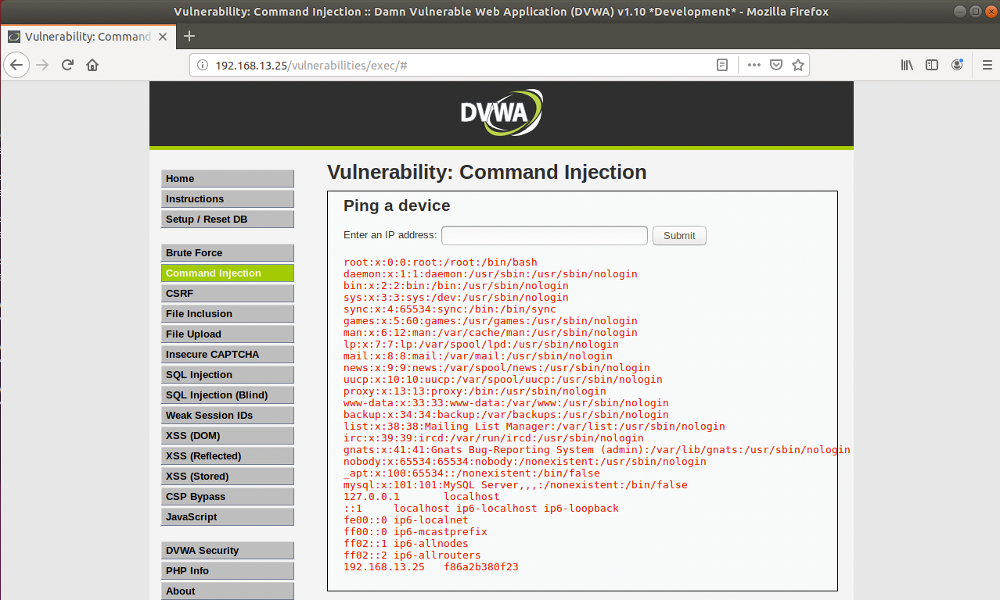 Vulnerability: Command Injection :: Damn Vulnerable Web Application (DVWA) v1.10 *Development* - Mozilla Firefox
Vulnerability: Command
192.168.13.25/vulnerabilities/exec/#
DVWA
Home
Instructions
Setup / Reset DB
Brute Force
Command Injection
CSRF
File Inclusion
File Upload
Insecure CAPTCHA
SQL Injection
SQL Injection (Blind)
Weak Session IDs
XSS (DOM)
XSS (Reflected)
XSS (Stored)
CSP Bypass
JavaScript
DVWA Security
PHP Info
About
Vulnerability: Command Injection
Ping a device
Enter an IP address: Submit
root:x:0:0:root:/root:/bin/bash
daemon:x:1:1:daemon:/usr/sbin:/usr/sbin/nologin
bin:x:2:2:bin:/bin:/usr/sbin/nologin
sys:x:3:3:sys:/dev:/usr/sbin/nologin
sync:x:4:65534:sync:/bin:/bin/sync
games:x:5:60:games:/usr/games:/usr/sbin/nologin
man:x:6:12:man:/var/cache/man:/usr/sbin/nologin
lp:x:7:7:lp:/var/spool/lpd:/usr/sbin/nologin
mail:x:8:8:mail:/var/mail:/usr/sbin/nologin
news:x:9:9:news:/var/spool/news:/usr/sbin/nologin
uucp:x:10:10:uucp:/var/spool/uucp:/usr/sbin/nologin
proxy:x:13:13:proxy:/bin:/usr/sbin/nologin
www-data:x:33:33:www-data:/var/www:/usr/sbin/nologin
backup:x:34:34:backup:/var/backups:/usr/sbin/nologin
list:x:38:38:Mailing List Manager:/var/list:/usr/sbin/nologin
irc:x:39:39:ircd:/var/run/ircd:/usr/sbin/nologin
gnats:x:41:41:Gnats Bug-Reporting System (admin):/var/lib/gnats:/usr/sbin/nologin
nobody:x:65534:65534:nobody:/nonexistent:/usr/sbin/nologin
_apt:x:100:65534::/nonexistent:/bin/false
mysql:x:101:101:MySQL Server,,,:/nonexistent:/bin/false
127.0.0.1 localhost
::1 localhost ip6-localhost ip6-loopback
fe00::0 ip6-localnet
ff00::0 ip6-mcastprefix
ff02::1 ip6-allnodes
ff02::2 ip6-allrouters
192.168.13.25 f86a2b380f23